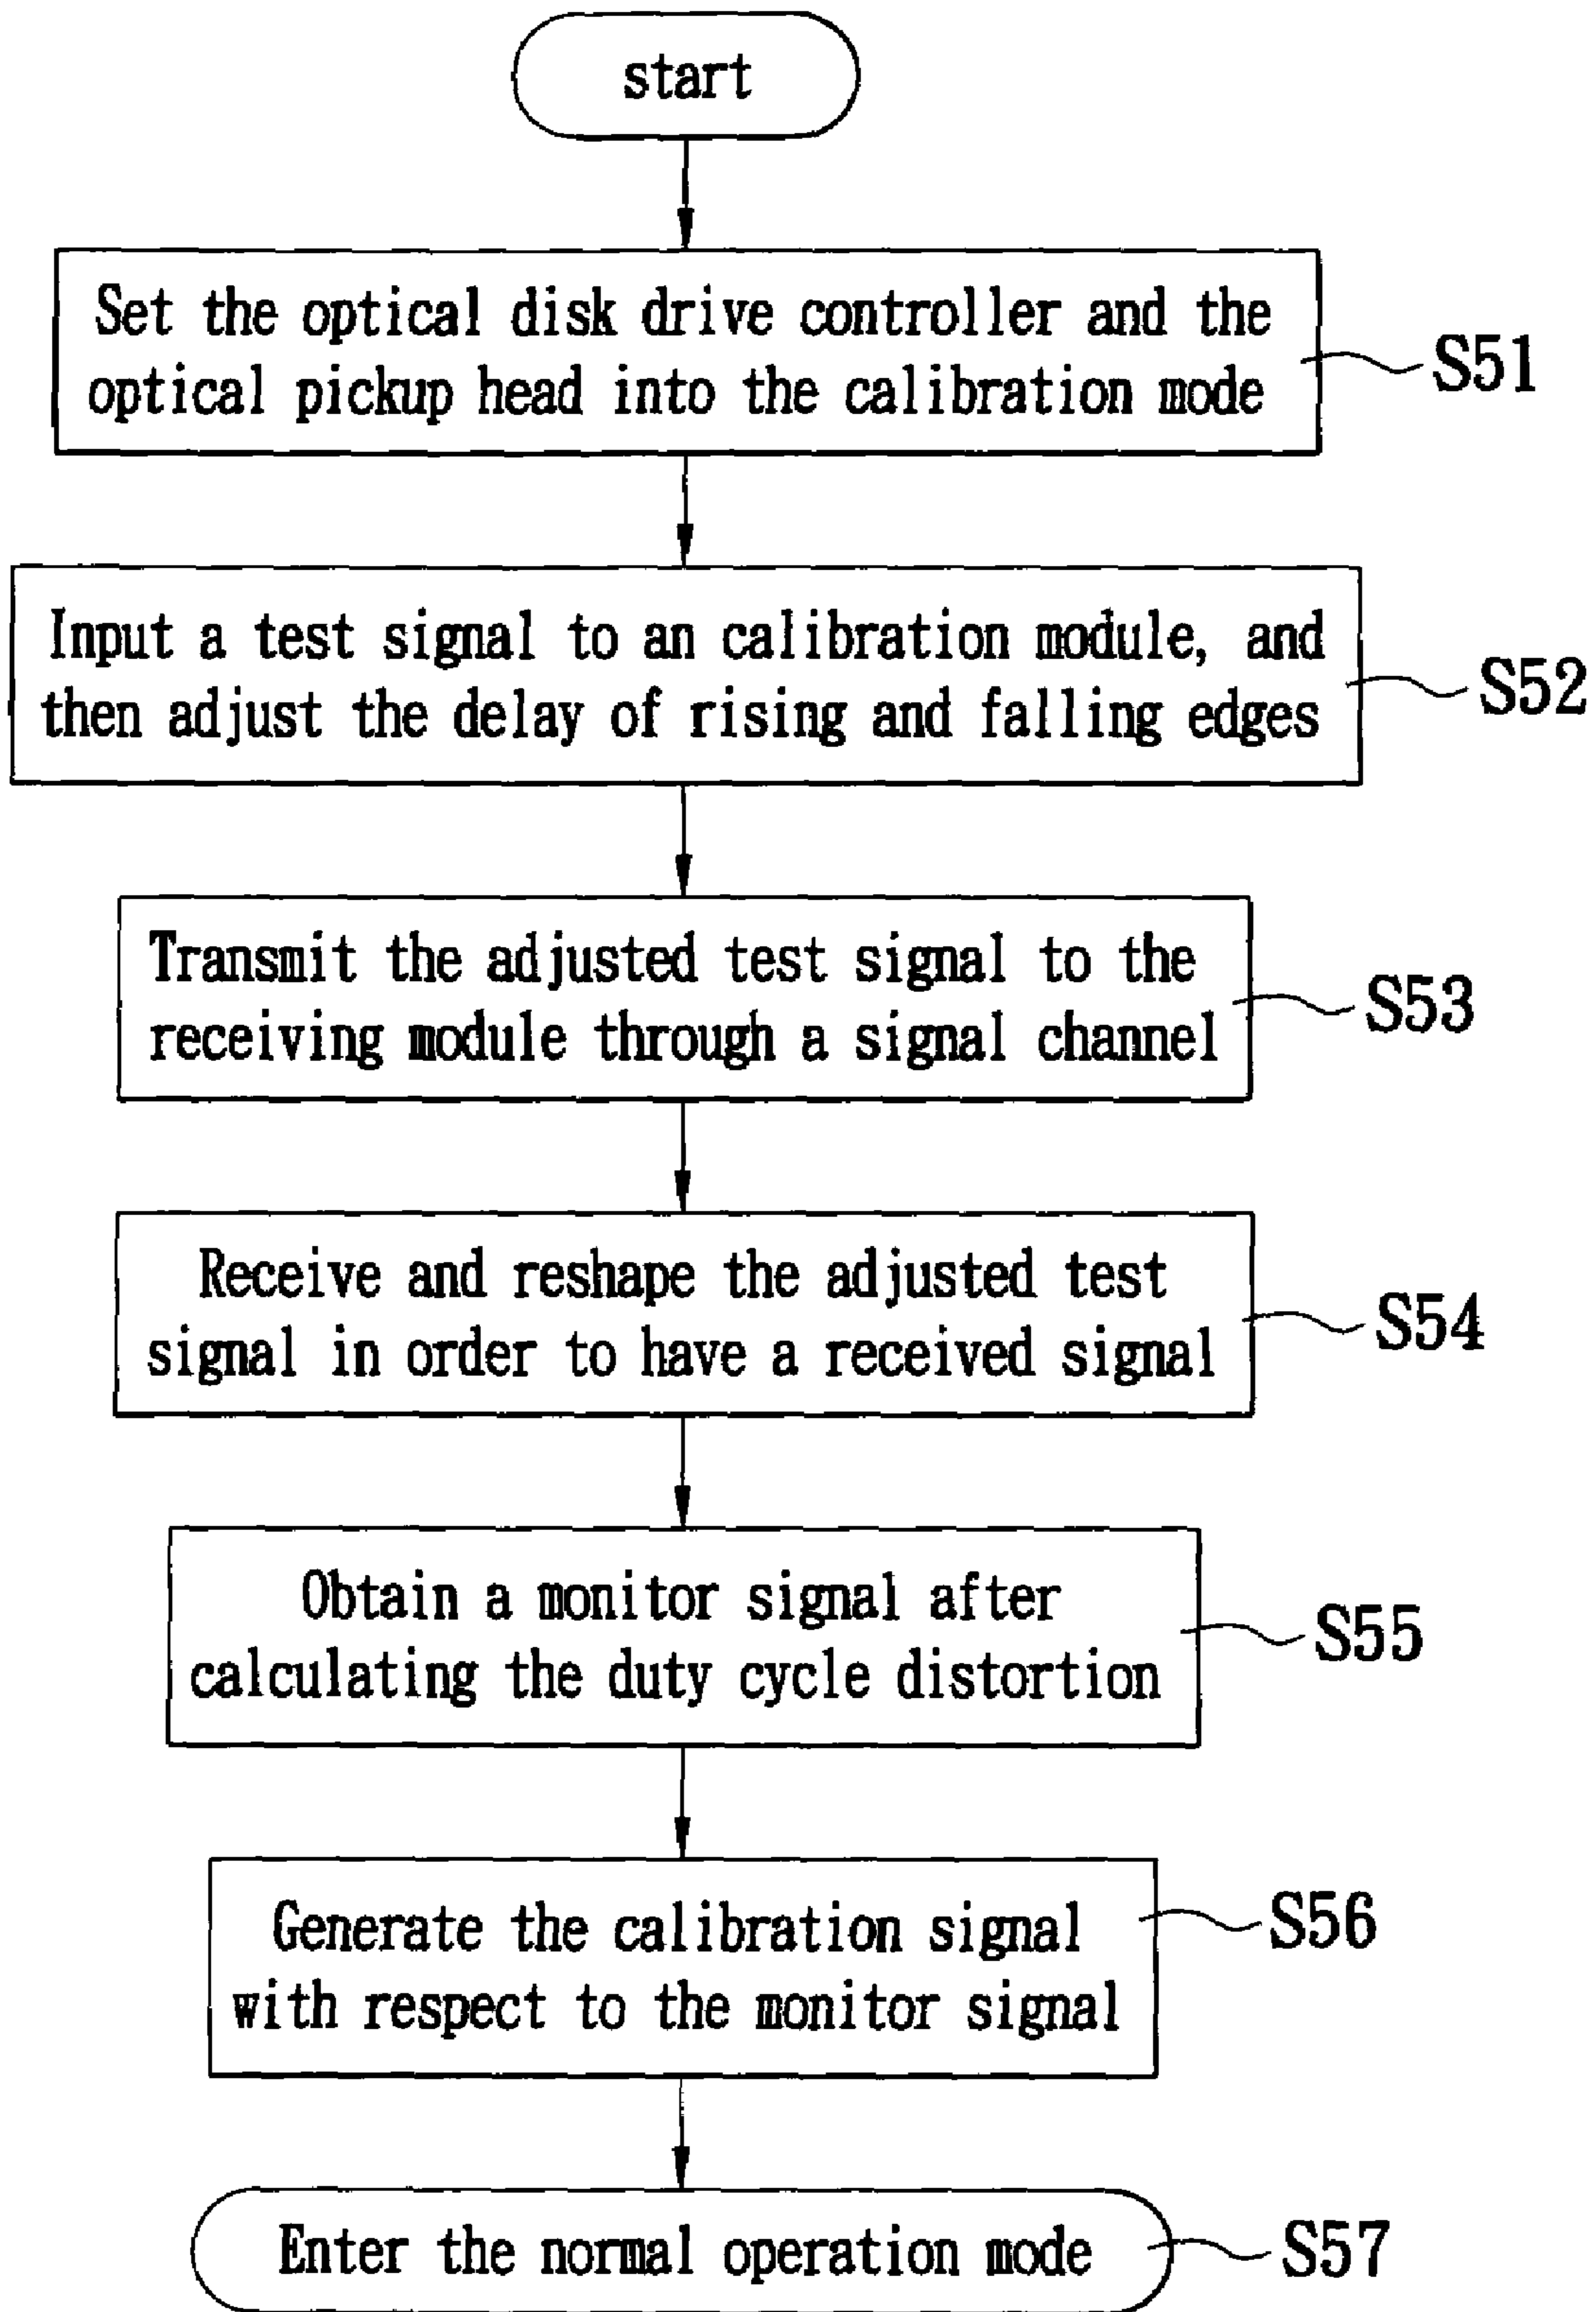 start
Set the optical disk drive controller and the
optical pickup head into the calibration mode
S51
Input a test signal to an calibration module, and
then adjust the delay of rising and falling edges
S52
Transmit the adjusted test signal to the
receiving module through a signal channel
S53
Receive and reshape the adjusted test
signal in order to have a received signal
S54
Obtain a monitor signal after
calculating the duty cycle distortion
S55
Generate the calibration signal
with respect to the monitor signal
S56
Enter the normal operation mode
S57